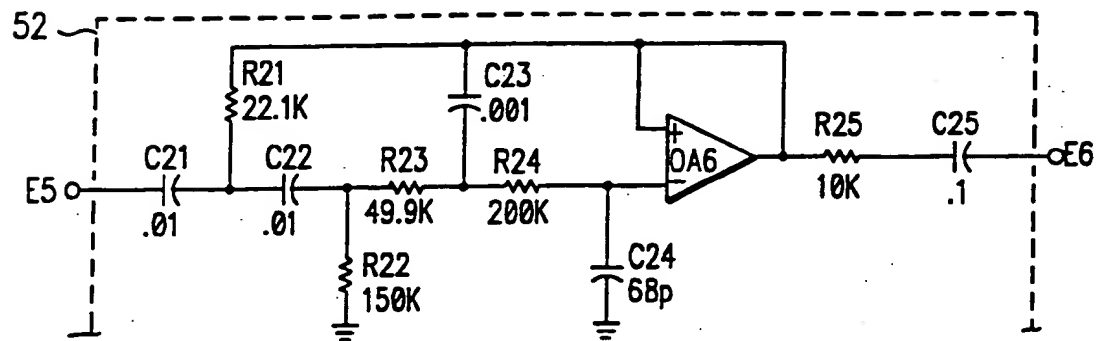 52
R21
22.1K
C23
.001
+
OA6
−
R25
10K
C25
.1
E6
E5
C21
.01
C22
.01
R23
49.9K
R24
200K
R22
150K
C24
68p